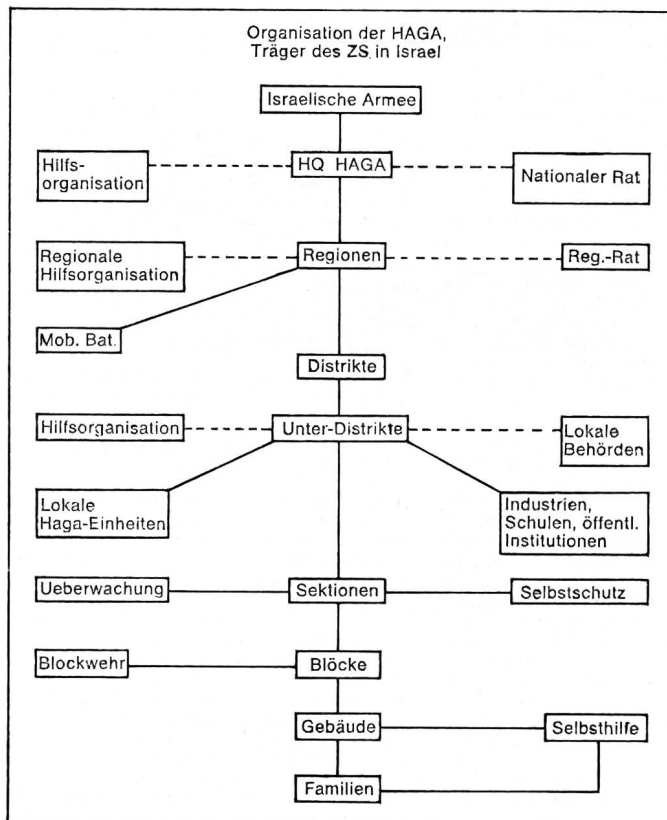 Organisation der HAGA,
Träger des ZS in Israel
Israelische Armee
Hilfs-
organisation
HQ HAGA
Nationaler Rat
Regionale
Hilfsorganisation
Regionen
Reg.-Rat
Mob. Bat.
Distrikte
Hilfsorganisation
Unter-Distrikte
Lokale
Behörden
Lokale
Haga-Einheiten
Industrien,
Schulen, öffentl.
Institutionen
Ueberwachung
Sektionen
Selbstschutz
Blockwehr
Blöcke
Gebäude
Selbsthilfe
Familien